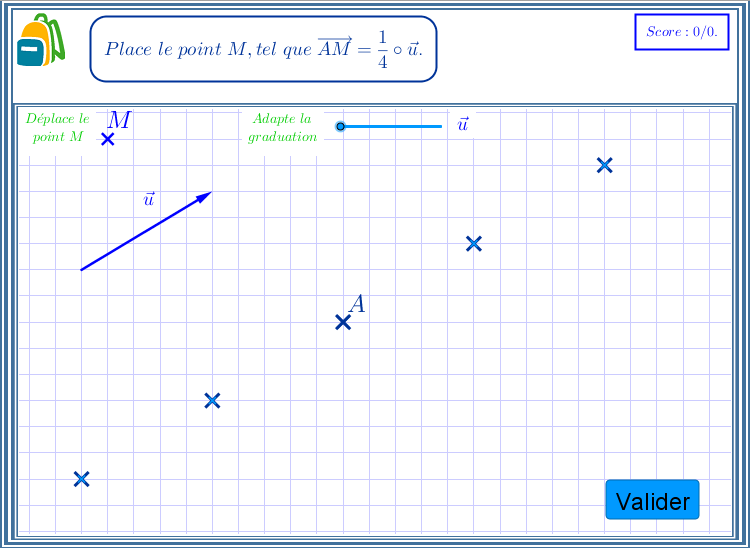 Place le point M, tel que $\overrightarrow{AM} = \frac{1}{4} \circ \vec{u}$.
Score : 0/0.
Déplace le
point M
M
Adapte la
graduation
$\vec{u}$
$\vec{u}$
A
Valider